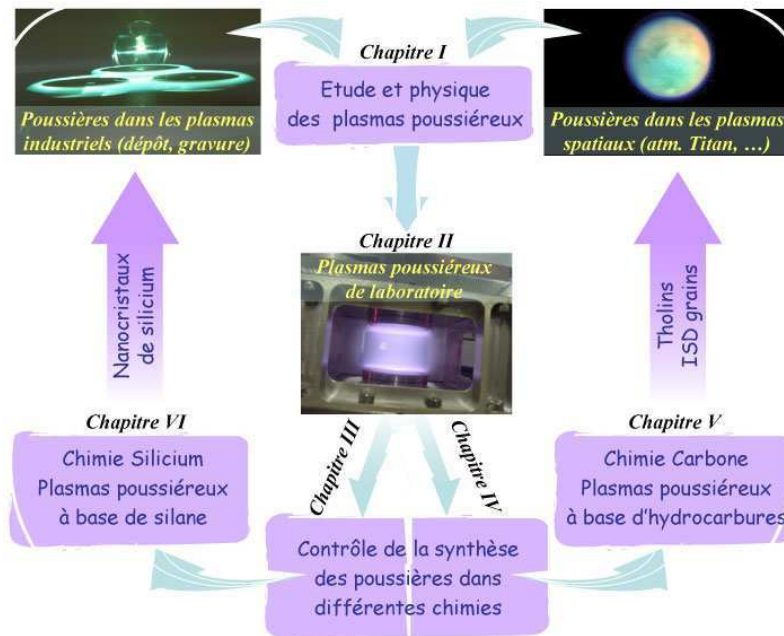 Chapitre I
Etude et physique
des plasmas poussiéreux
Poussières dans les plasmas
industriels (dépôt, gravure)
Poussières dans les plasmas
spatiaux (atm. Titan, …)
Chapitre II
Plasmas poussiéreux
de laboratoire
Nanocristaux
de silicium
Tholins
ISD grains
Chapitre VI
Chimie Silicium
Plasmas poussiéreux
à base de silane
Chapitre III
Chapitre IV
Chapitre V
Chimie Carbone
Plasmas poussiéreux
à base d'hydrocarbures
Contrôle de la synthèse
des poussières dans
différentes chimies